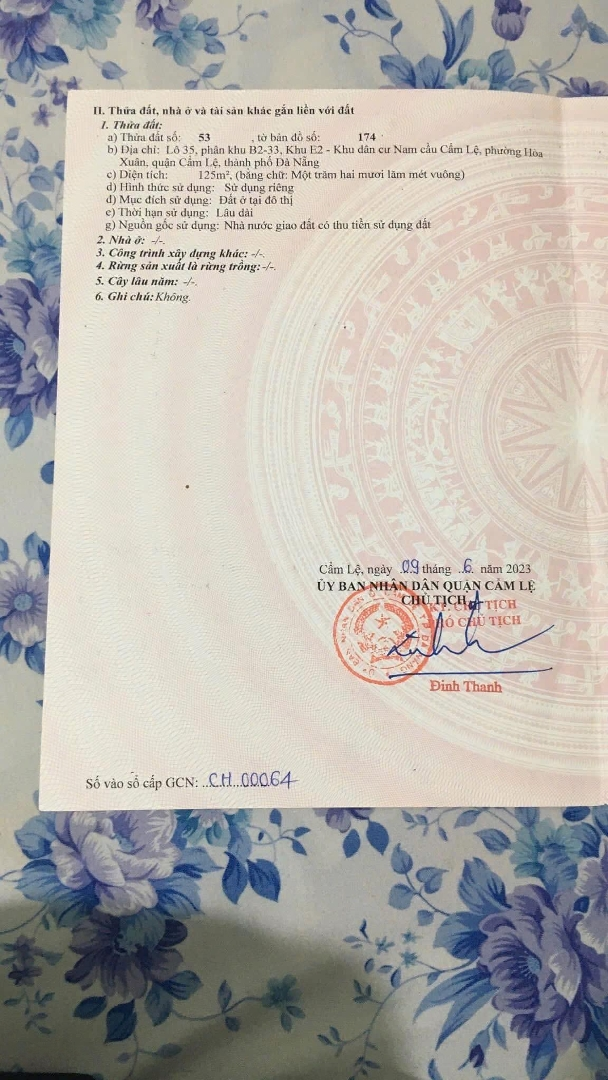 II. Thửa đất, nhà ở và tài sản khác gắn liền với đất
1. Thửa đất:
a) Thửa đất số: 53 , tờ bản đồ số: 174
b) Địa chỉ: Lô 35, phân khu B2-33, Khu E2 - Khu dân cư Nam cầu Cẩm Lệ, phường Hòa
Xuân, quận Cẩm Lệ, thành phố Đà Nẵng
c) Diện tích: 125m², (bằng chữ: Một trăm hai mươi lăm mét vuông)
d) Hình thức sử dụng: Sử dụng riêng
đ) Mục đích sử dụng: Đất ở tại đô thị
e) Thời hạn sử dụng: Lâu dài
g) Nguồn gốc sử dụng: Nhà nước giao đất có thu tiền sử dụng đất
2. Nhà ở: -/-.
3. Công trình xây dựng khác: -/-.
4. Rừng sản xuất là rừng trồng: -/-.
5. Cây lâu năm: -/-.
6. Ghi chú: Không.
Cẩm Lệ, ngày 09 tháng 6 năm 2023
ỦY BAN NHÂN DÂN QUẬN CẨM LỆ
CHỦ TỊCH
KT. CHỦ TỊCH
PHÓ CHỦ TỊCH
Đinh Thanh
Số vào sổ cấp GCN: CH 00064